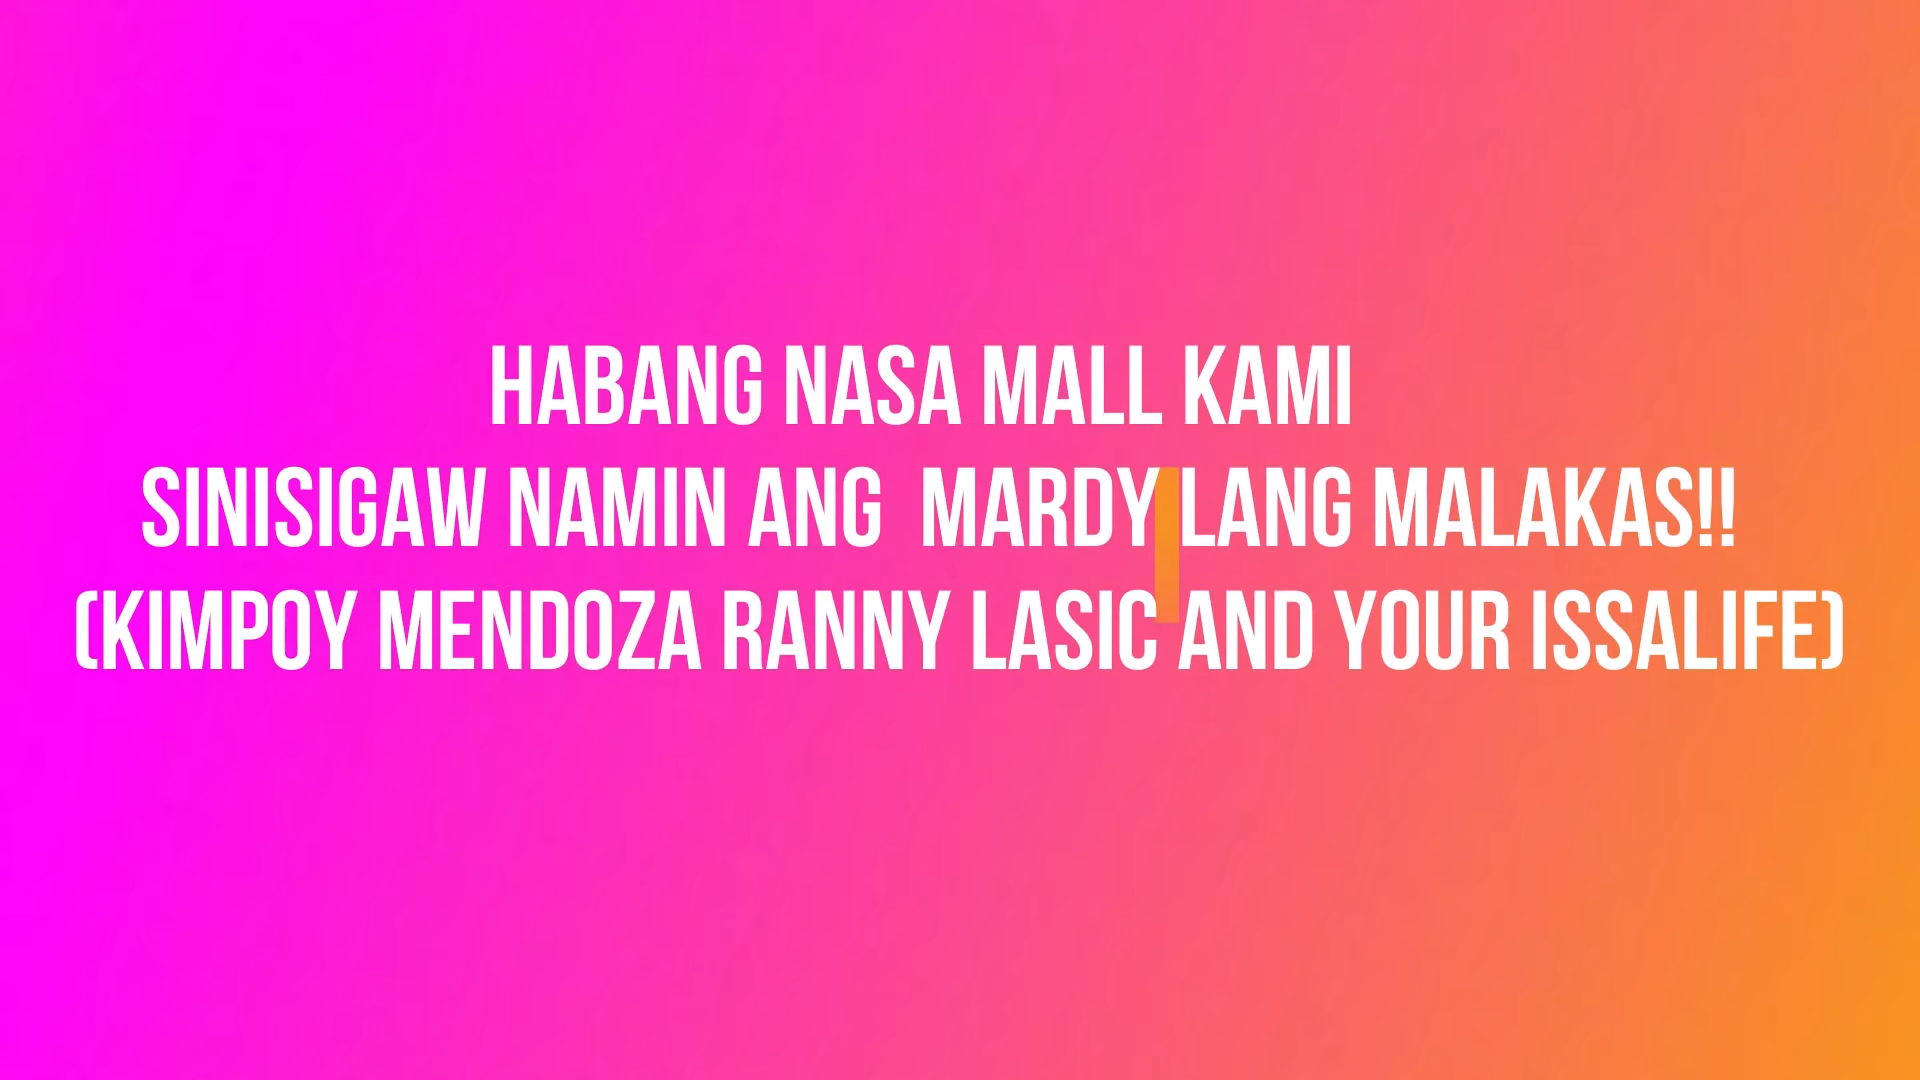 HABANG NASA MALL KAMI
SINISIGAW NAMIN ANG  MARDY LANG MALAKAS!!
(KIMPOY MENDOZA RANNY LASIC AND YOUR ISSALIFE)